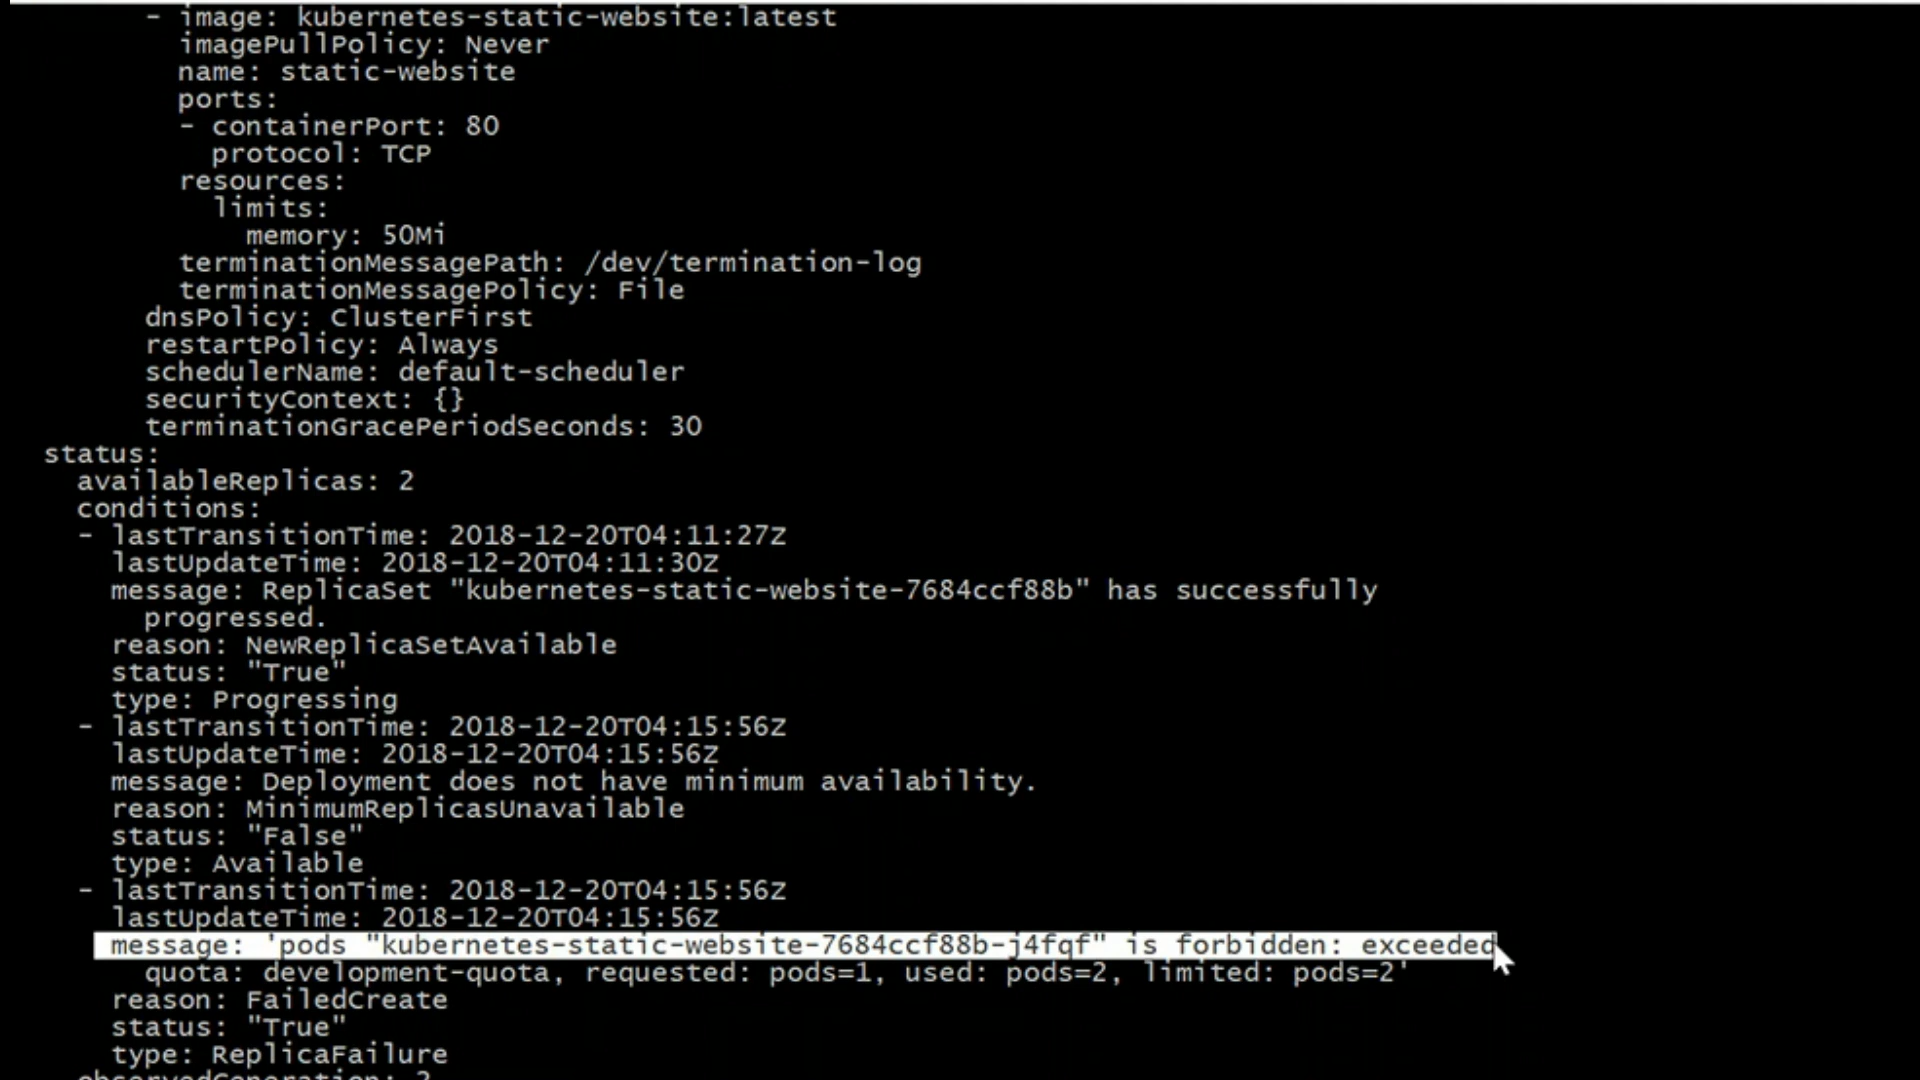 - image: kubernetes-static-website:latest
imagePullPolicy: Never
name: static-website
ports:
- containerPort: 80
protocol: TCP
resources:
limits:
memory: 50Mi
terminationMessagePath: /dev/termination-log
terminationMessagePolicy: File
dnsPolicy: ClusterFirst
restartPolicy: Always
schedulerName: default-scheduler
securityContext: {}
terminationGracePeriodSeconds: 30
status:
availableReplicas: 2
conditions:
- lastTransitionTime: 2018-12-20T04:11:27Z
lastUpdateTime: 2018-12-20T04:11:30Z
message: ReplicaSet "kubernetes-static-website-7684ccf88b" has successfully
progressed.
reason: NewReplicaSetAvailable
status: "True"
type: Progressing
- lastTransitionTime: 2018-12-20T04:15:56Z
lastUpdateTime: 2018-12-20T04:15:56Z
message: Deployment does not have minimum availability.
reason: MinimumReplicasUnavailable
status: "False"
type: Available
- lastTransitionTime: 2018-12-20T04:15:56Z
lastUpdateTime: 2018-12-20T04:15:56Z
message: 'pods "kubernetes-static-website-7684ccf88b-j4fqf" is forbidden: exceeded
quota: development-quota, requested: pods=1, used: pods=2, limited: pods=2'
reason: FailedCreate
status: "True"
type: ReplicaFailure
observedGeneration: 2